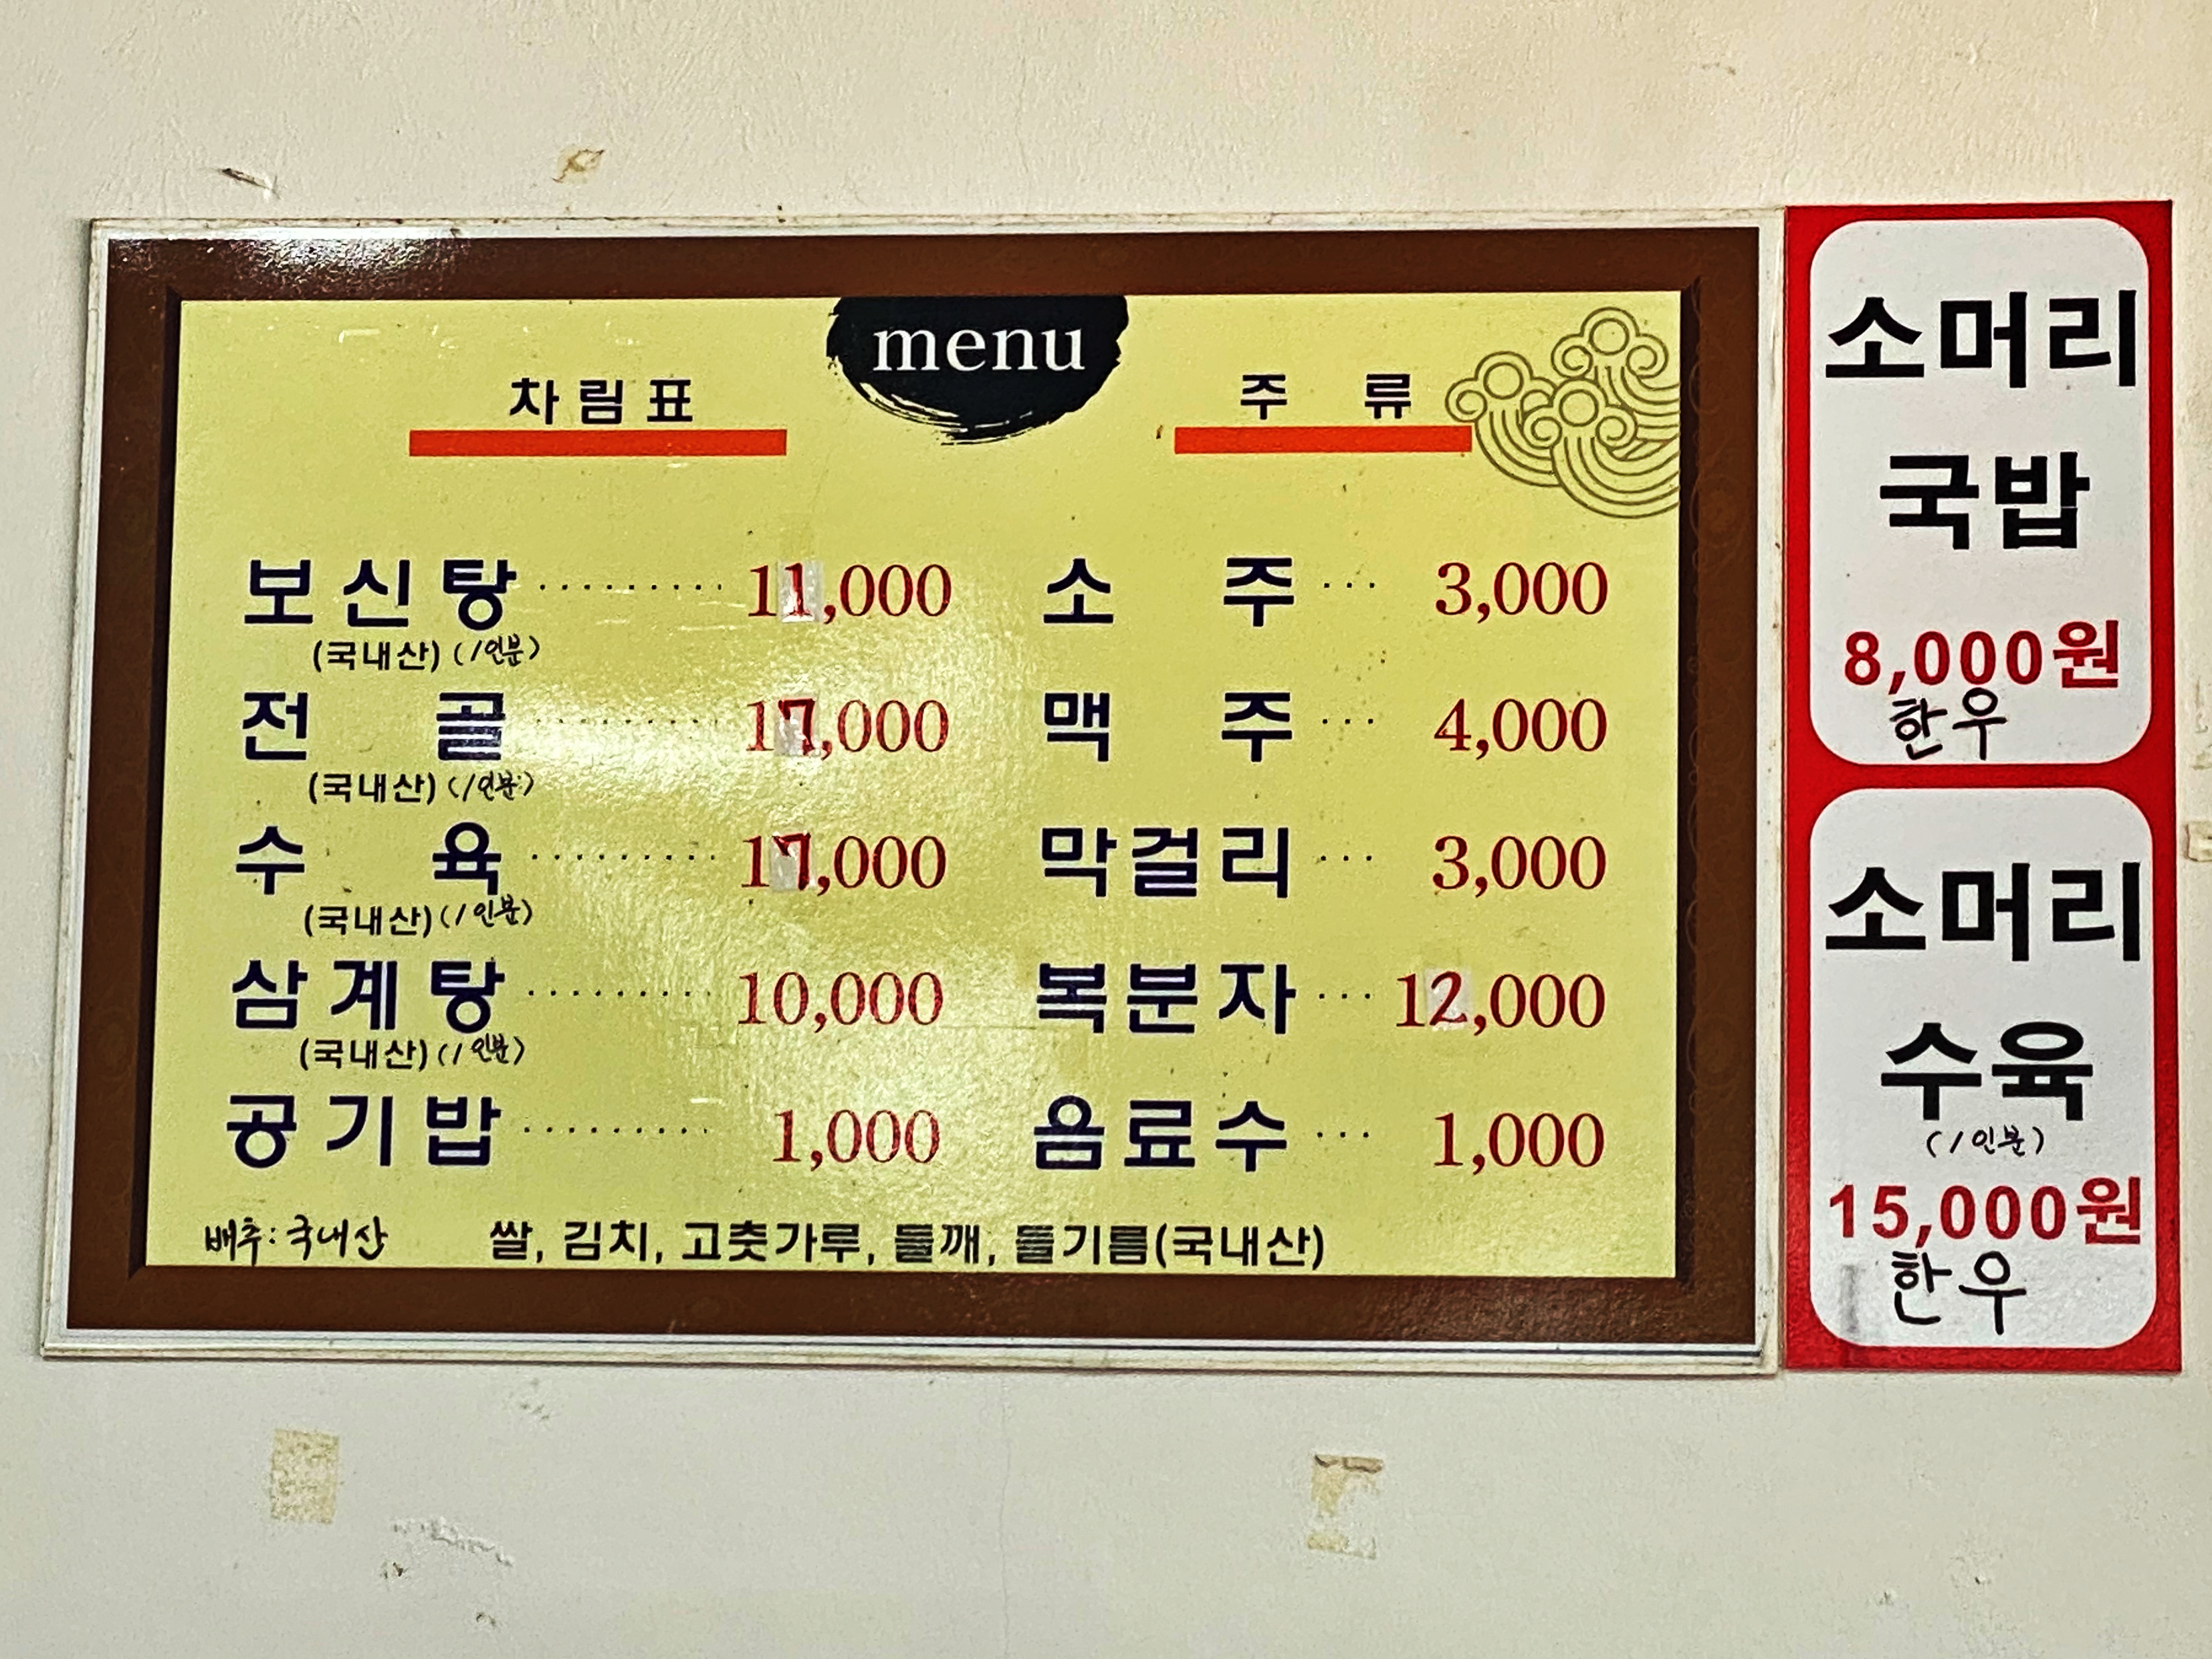 menu
차림표
보신탕 ········· 11,000
(국내산) (1인분)
전 골 ········· 17,000
(국내산) (1인분)
수 육 ········· 17,000
(국내산) (1인분)
삼계탕 ········· 10,000
(국내산) (1인분)
공기밥 ········· 1,000
주 류
소 주 ··· 3,000
맥 주 ··· 4,000
막걸리 ··· 3,000
복분자 ··· 12,000
음료수 ··· 1,000
배추: 국내산 쌀, 김치, 고춧가루, 들깨, 들기름(국내산)
소머리
국밥
8,000원
한우
소머리
수육
(1인분)
15,000원
한우